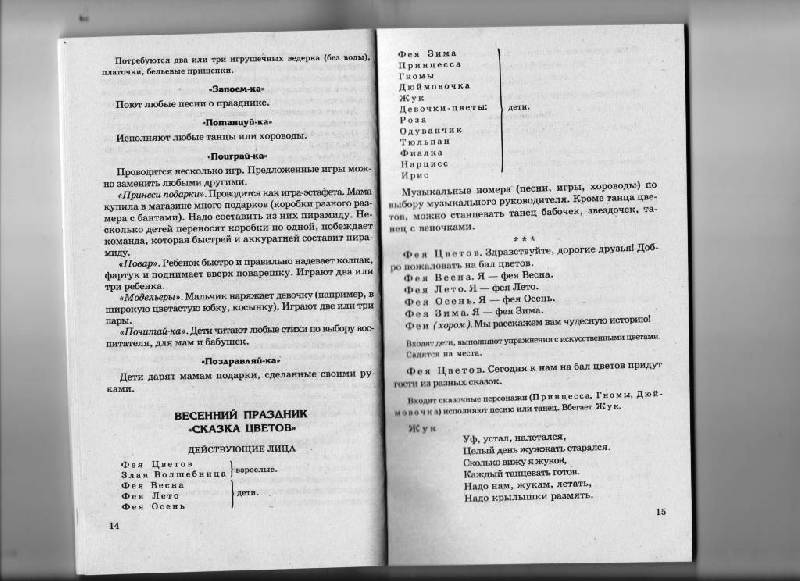 Потребуются два или три игрушечных ведерка (без воды),
платочки, бельевые прищепки.
«Запоем-ка»
Поют любые песни о празднике.
«Потанцуй-ка»
Исполняют любые танцы или хороводы.
«Поиграй-ка»
Проводится несколько игр. Предложенные игры мож-
но заменить любыми другими.
«Принеси подарки». Проводится как игра-эстафета. Мама
купила в магазине много подарков (коробки разного раз-
мера с бантами). Надо составить из них пирамиду. Не-
сколько детей переносят коробки по одной, побеждает
команда, которая быстрей и аккуратней составит пира-
миду.
«Повар». Ребенок быстро и правильно надевает колпак,
фартук и поднимает вверх поварешку. Играют два или
три ребенка.
«Модельеры». Мальчик наряжает девочку (например, в
широкую цветастую юбку, косынку). Играют две или три
пары.
«Почитай-ка». Дети читают любые стихи по выбору вос-
питателя, для мам и бабушек.
«Поздравляй-ка»
Дети дарят мамам подарки, сделанные своими ру-
ками.
ВЕСЕННИЙ ПРАЗДНИК
«СКАЗКА ЦВЕТОВ»
ДЕЙСТВУЮЩИЕ ЛИЦА
Фея Цветов
Злая Волшебница
взрослые.
Фея Весна
Фея Лето
Фея Осень
дети.
14
Фея Зима
Принцесса
Гномы
Дюймовочка
Жук
Девочки-цветы:
Роза
Одуванчик
Тюльпан
Фиалка
Нарцисс
Ирис
дети.
Музыкальные номера (песни, игры, хороводы) по
выбору музыкального руководителя. Кроме танца цве-
тов, можно станцевать танец бабочек, звездочек, та-
нец с веночками.
* * *
Фея Цветов. Здравствуйте, дорогие друзья! Доб-
ро пожаловать на бал цветов.
Фея Весна. Я — фея Весна.
Фея Лето. Я — фея Лето.
Фея Осень. Я — фея Осень.
Фея Зима. Я — фея Зима.
Феи (хором). Мы расскажем вам чудесную историю!
Входят дети, выполняют упражнения с искусственными цветами.
Садятся на места.
Фея Цветов. Сегодня к нам на бал цветов придут
гости из разных сказок.
Входят сказочные персонажи (Принцесса, Гномы, Дюй-
мовочка) исполняют песню или танец. Вбегает Жук.
Жук
Уф, устал, налетался,
Целый день жужжать старался.
Сколько вижу я жуков,
Каждый танцевать готов.
Надо нам, жукам, летать,
Надо крылышки размять.
15